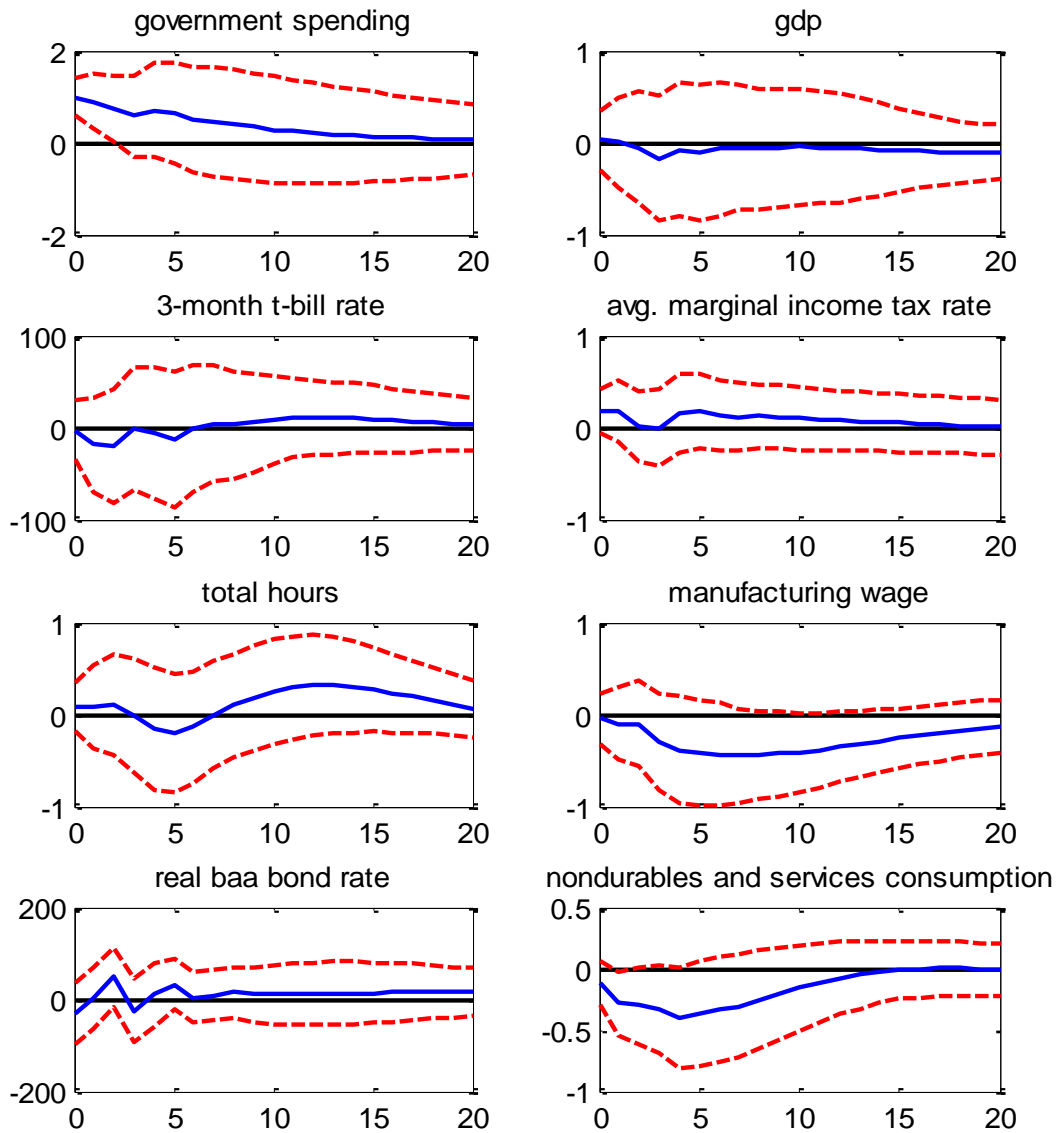 government spending
gdp
2
0
-2
0 5 10 15 20
1
0
-1
0 5 10 15 20
3-month t-bill rate
avg. marginal income tax rate
100
0
-100
0 5 10 15 20
1
0
-1
0 5 10 15 20
total hours
manufacturing wage
1
0
-1
0 5 10 15 20
1
0
-1
0 5 10 15 20
real baa bond rate
nondurables and services consumption
200
0
-200
0 5 10 15 20
0.5
0
-0.5
-1
0 5 10 15 20